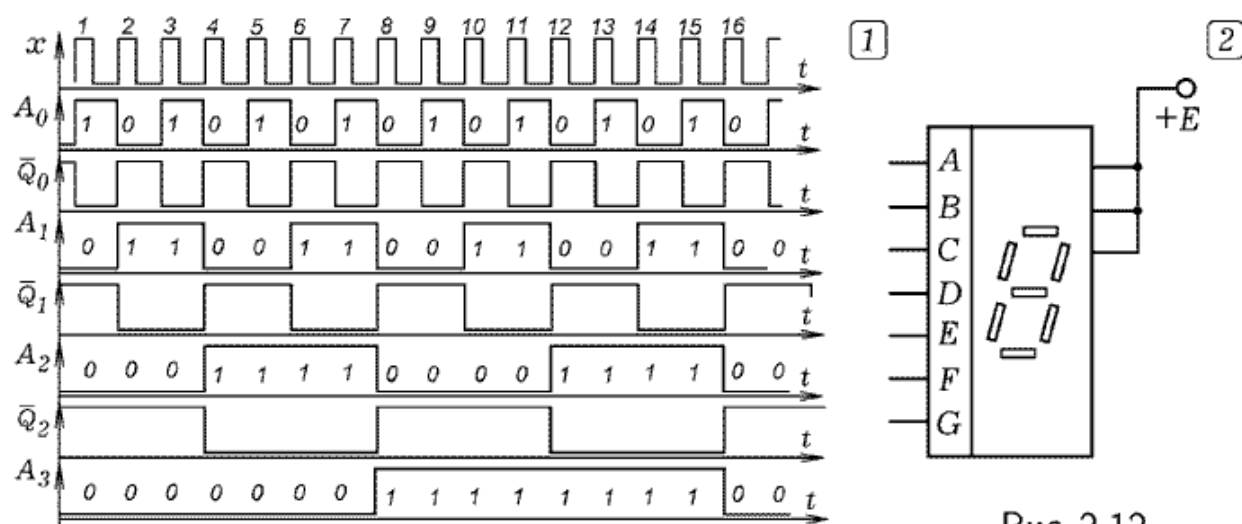 1 2 3 4 5 6 7 8 9 10 11 12 13 14 15 16
x t
A₀ 1 0 1 0 1 0 1 0 1 0 1 0 1 0 1 0 t
Q̄₀ t
A₁ 0 1 1 0 0 1 1 0 0 1 1 0 0 1 1 0 0 t
Q̄₁ t
A₂ 0 0 0 1 1 1 1 0 0 0 0 1 1 1 1 0 0 t
Q̄₂ t
A₃ 0 0 0 0 0 0 0 1 1 1 1 1 1 1 1 0 0 t
1
2
+E
A
B
C
D
E
F
G